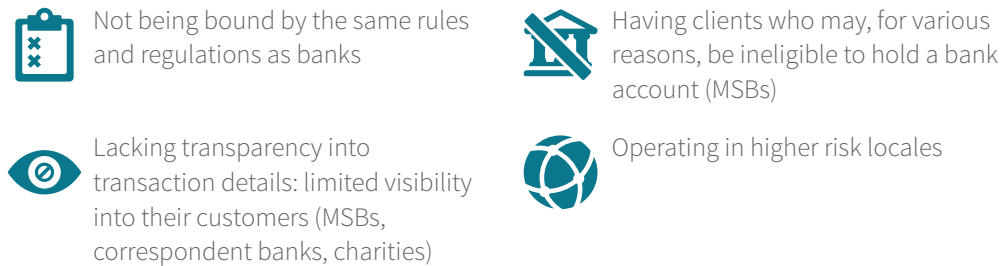 Not being bound by the same rules
and regulations as banks
Having clients who may, for various
reasons, be ineligible to hold a bank
account (MSBs)
Lacking transparency into
transaction details: limited visibility
into their customers (MSBs,
correspondent banks, charities)
Operating in higher risk locales